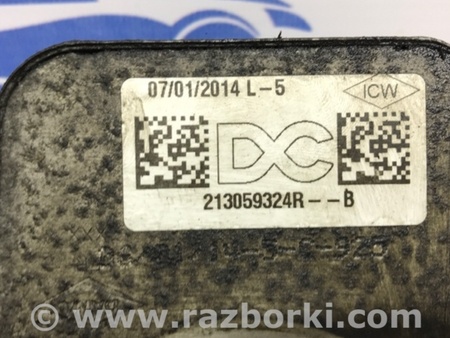 07/01/2014 L-5
ICW
DC
213059324R--B
© www.razborki.com